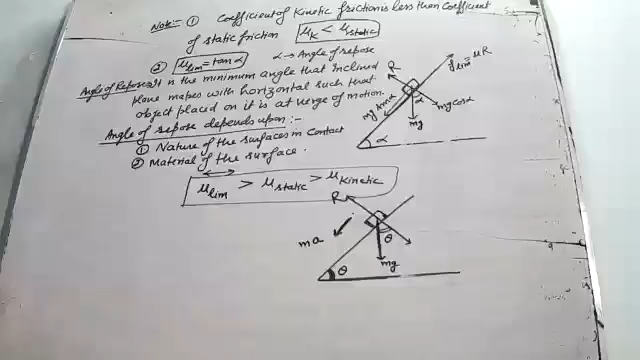 Note:- ① Coefficient of Kinetic friction is less than coefficient
of static friction μK < μstatic
② μlim = tanα α → Angle of repose
Angle of Repose:- It is the minimum angle that inclined
plane makes with horizontal such that
object placed on it is at verge of motion.
Angle of repose depends upon :-
① Nature of the surfaces in contact
② Material of the surface.
μlim > μstatic > μkinetic
R
flim = μR
α
mg cosα
mg
α
R
ma
θ
mg
θ